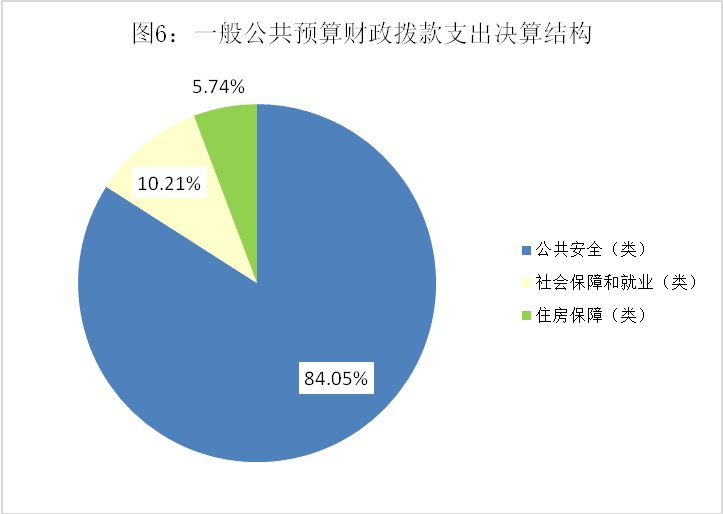 图6：一般公共预算财政拨款支出决算结构
5.74%
10.21%
84.05%
公共安全（类）
社会保障和就业（类）
住房保障（类）